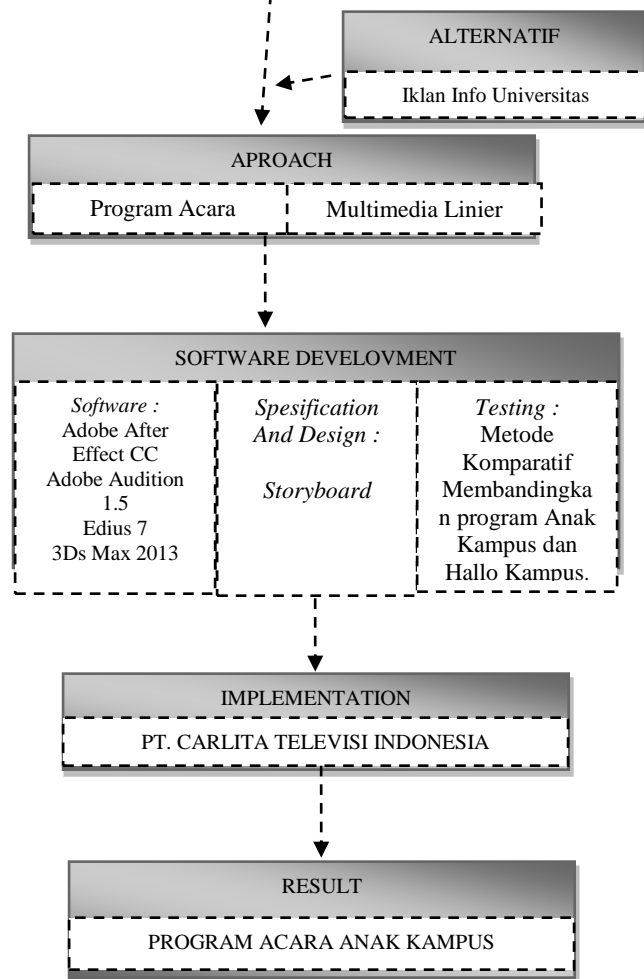 ALTERNATIF
Iklan Info Universitas
APROACH
Program Acara
Multimedia Linier
SOFTWARE DEVELOVMENT
Software :
Adobe After
Effect CC
Adobe Audition
1.5
Edius 7
3Ds Max 2013
Spesification
And Design :
Storyboard
Testing :
Metode
Komparatif
Membandingka
n program Anak
Kampus dan
Hallo Kampus.
IMPLEMENTATION
PT. CARLITA TELEVISI INDONESIA
RESULT
PROGRAM ACARA ANAK KAMPUS